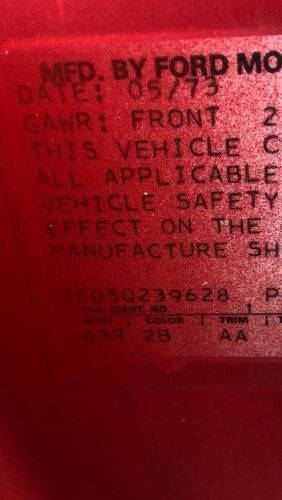 MFD. BY FORD MO
DATE: 05/73
GAWR: FRONT 2
THIS VEHICLE C
ALL APPLICABLE
VEHICLE SAFETY
EFFECT ON THE
MANUFACTURE SH
3F05Q239628 P
VEH. IDENT. NO.
BODY | COLOR | TRIM | T
63R 2B AA